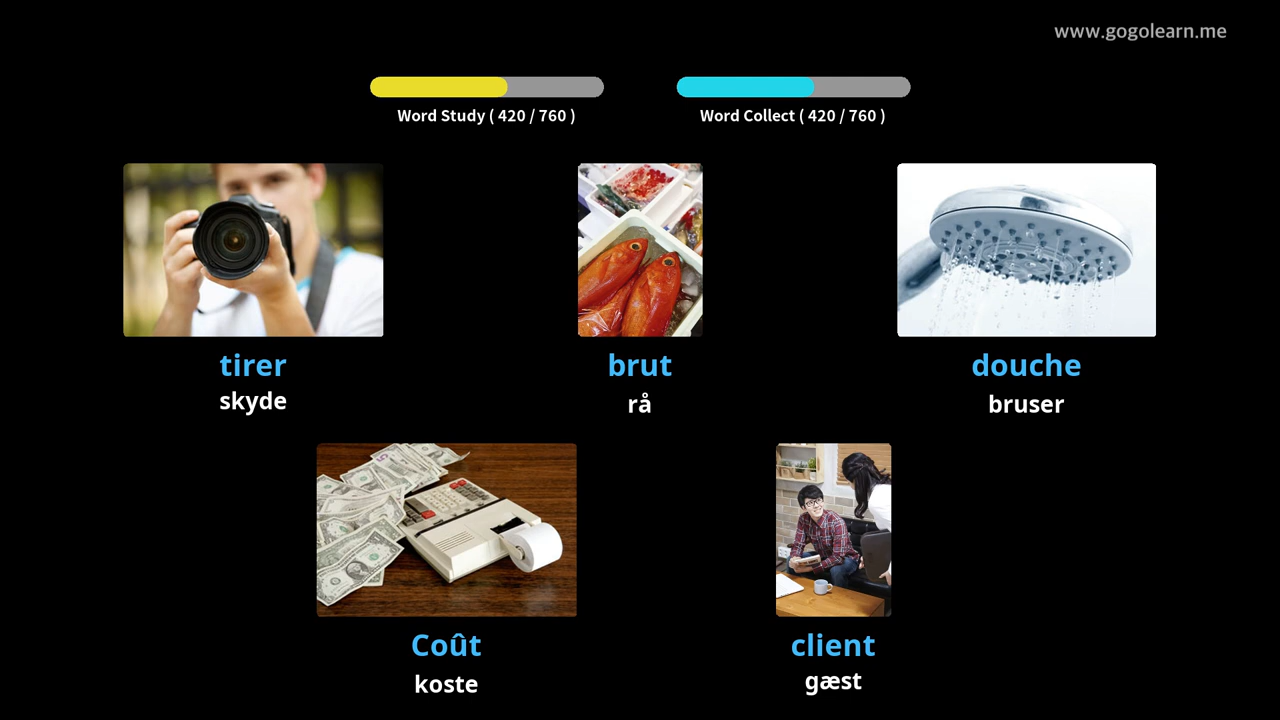 www.gogolearn.me
Word Study ( 420 / 760 )
Word Collect ( 420 / 760 )
tirer
skyde
brut
rå
douche
bruser
Coût
koste
client
gæst